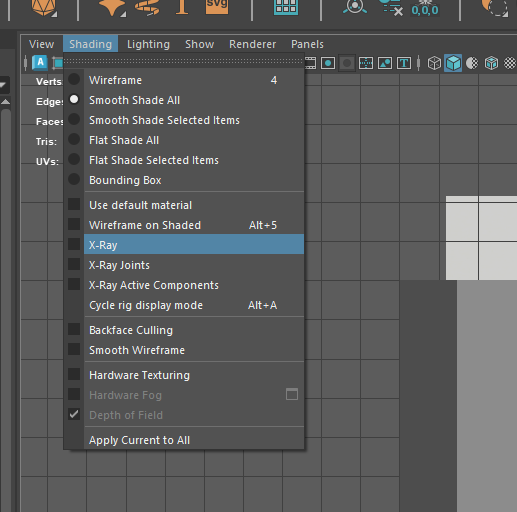 SVG
0,0,0
View Shading Lighting Show Renderer Panels
A
T
Verts:
Edges
Faces
Tris:
UVs:
Wireframe 4
Smooth Shade All
Smooth Shade Selected Items
Flat Shade All
Flat Shade Selected Items
Bounding Box
Use default material
Wireframe on Shaded Alt+5
X-Ray
X-Ray Joints
X-Ray Active Components
Cycle rig display mode Alt+A
Backface Culling
Smooth Wireframe
Hardware Texturing
Hardware Fog
Depth of Field
Apply Current to All